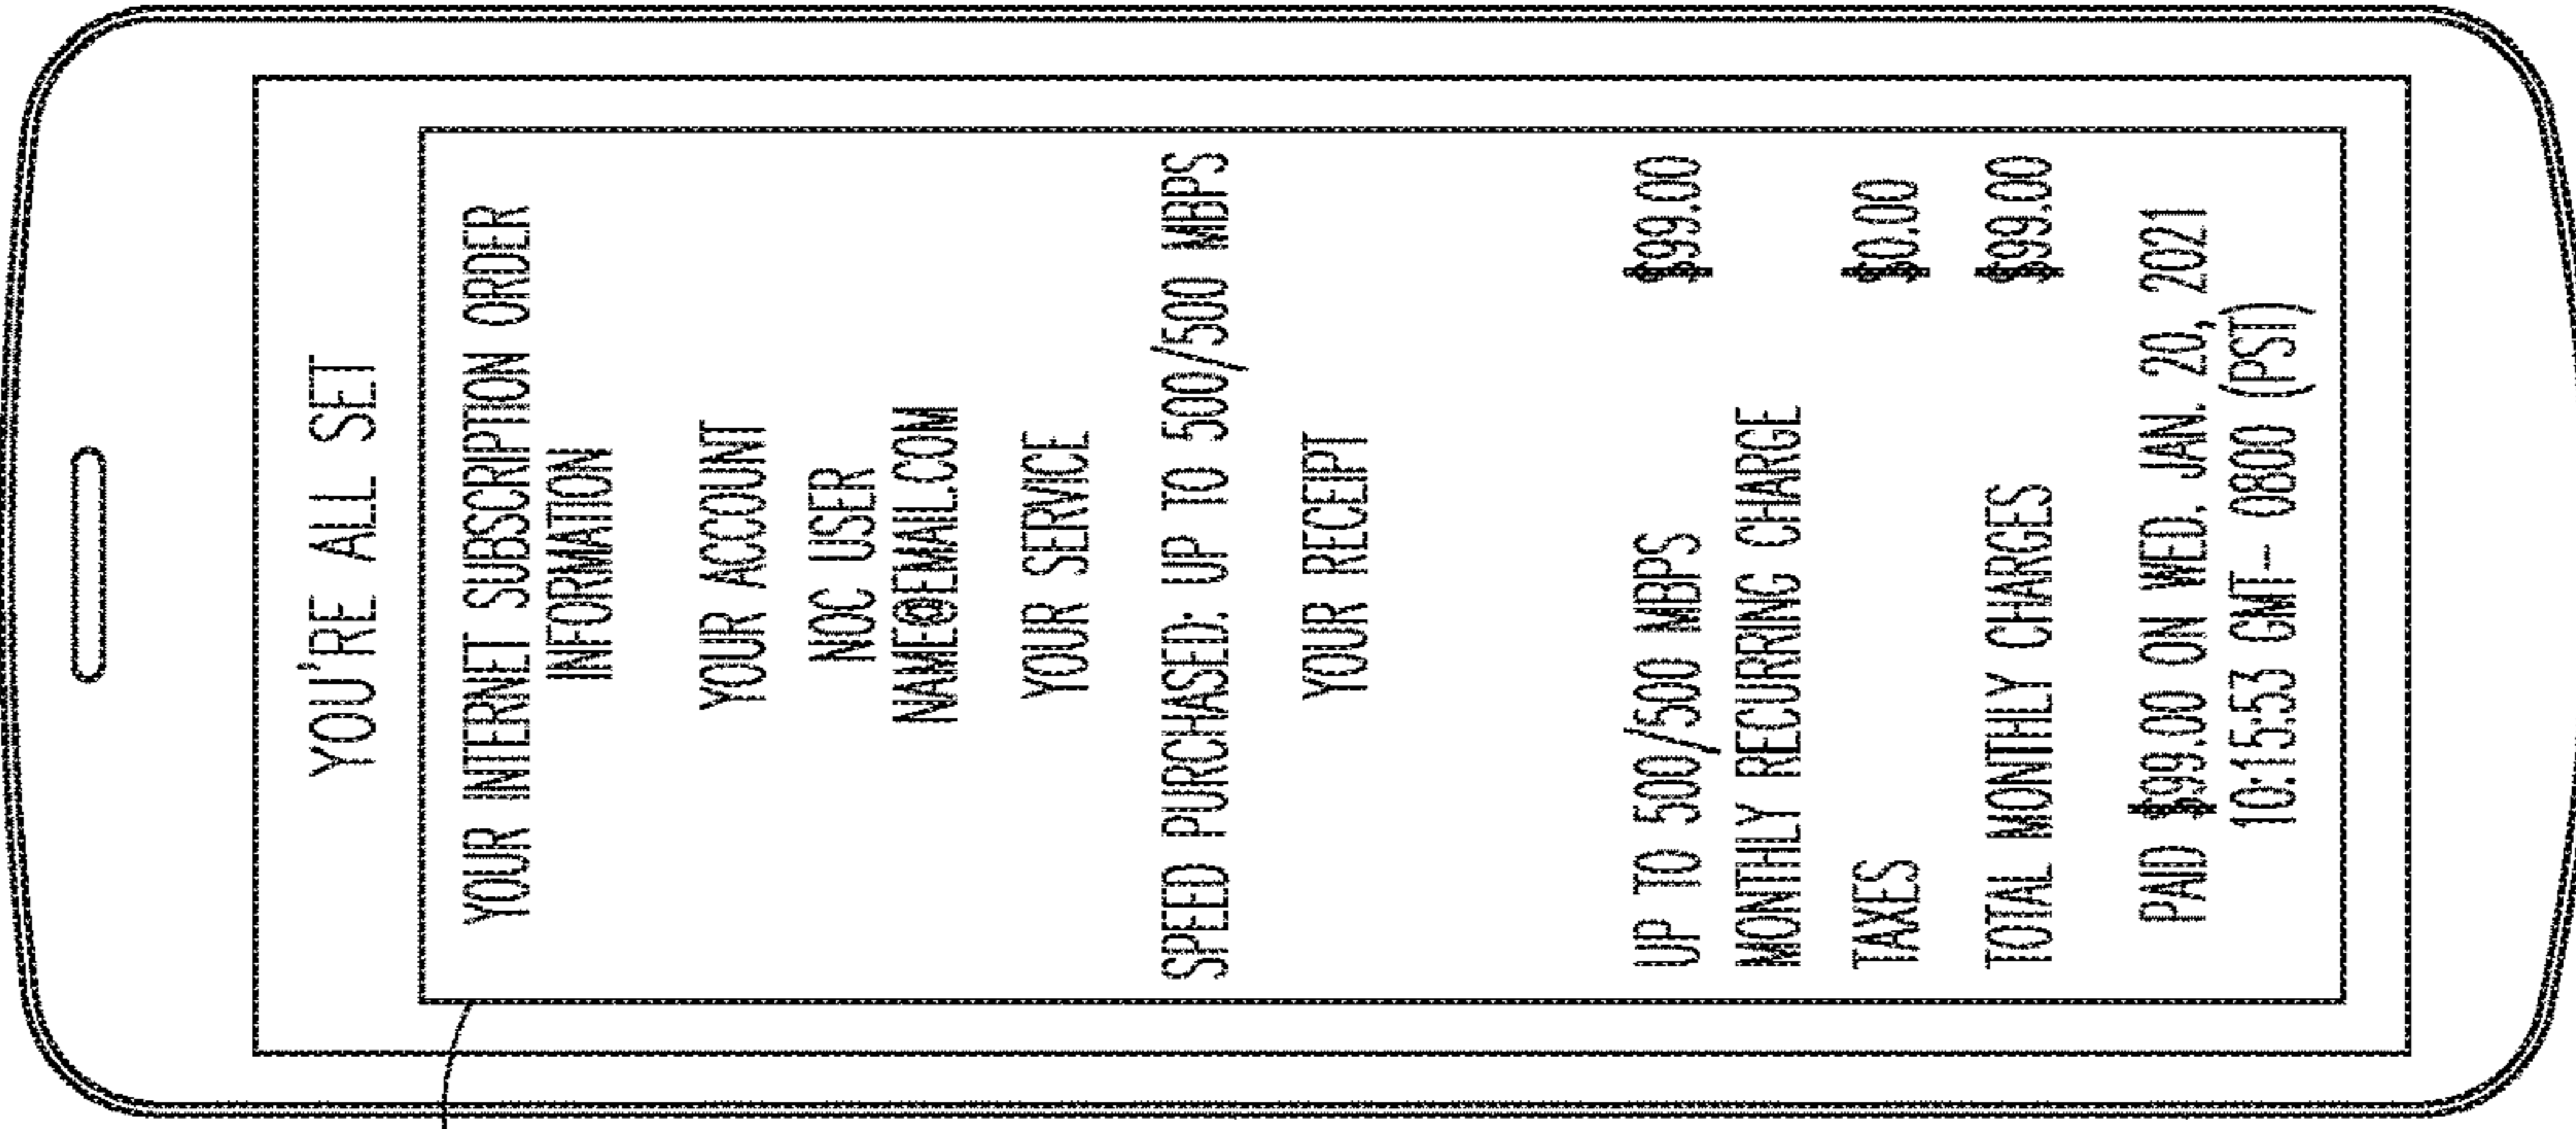 YOU'RE ALL SET
YOUR INTERNET SUBSCRIPTION ORDER
INFORMATION
YOUR ACCOUNT
NOC USER
NAME@EMAIL.COM
YOUR SERVICE
SPEED PURCHASED: UP TO 500/500 MBPS
YOUR RECEIPT
UP TO 500/500 MBPS $99.00
MONTHLY RECURRING CHARGE
TAXES $0.00
TOTAL MONTHLY CHARGES $99.00
PAID $99.00 ON WED. JAN. 20, 2021
10:15:53 GMT- 0800 (PST)